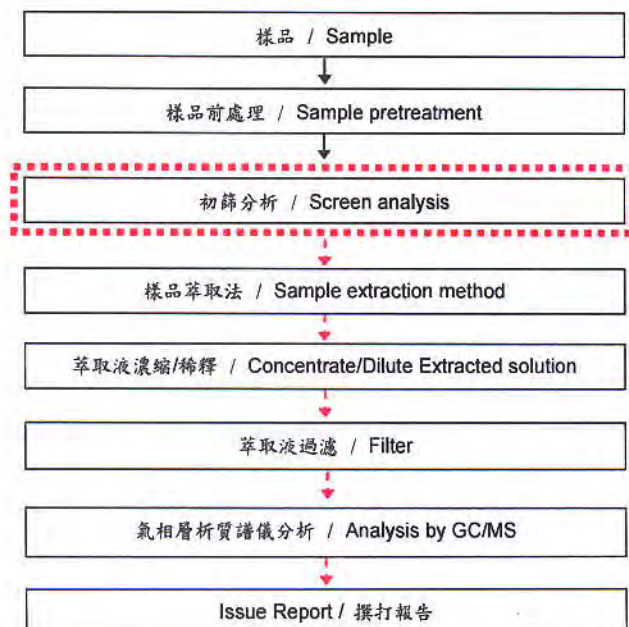 樣品 / Sample
樣品前處理 / Sample pretreatment
初篩分析 / Screen analysis
樣品萃取法 / Sample extraction method
萃取液濃縮/稀釋 / Concentrate/Dilute Extracted solution
萃取液過濾 / Filter
氣相層析質譜儀分析 / Analysis by GC/MS
Issue Report / 撰打報告